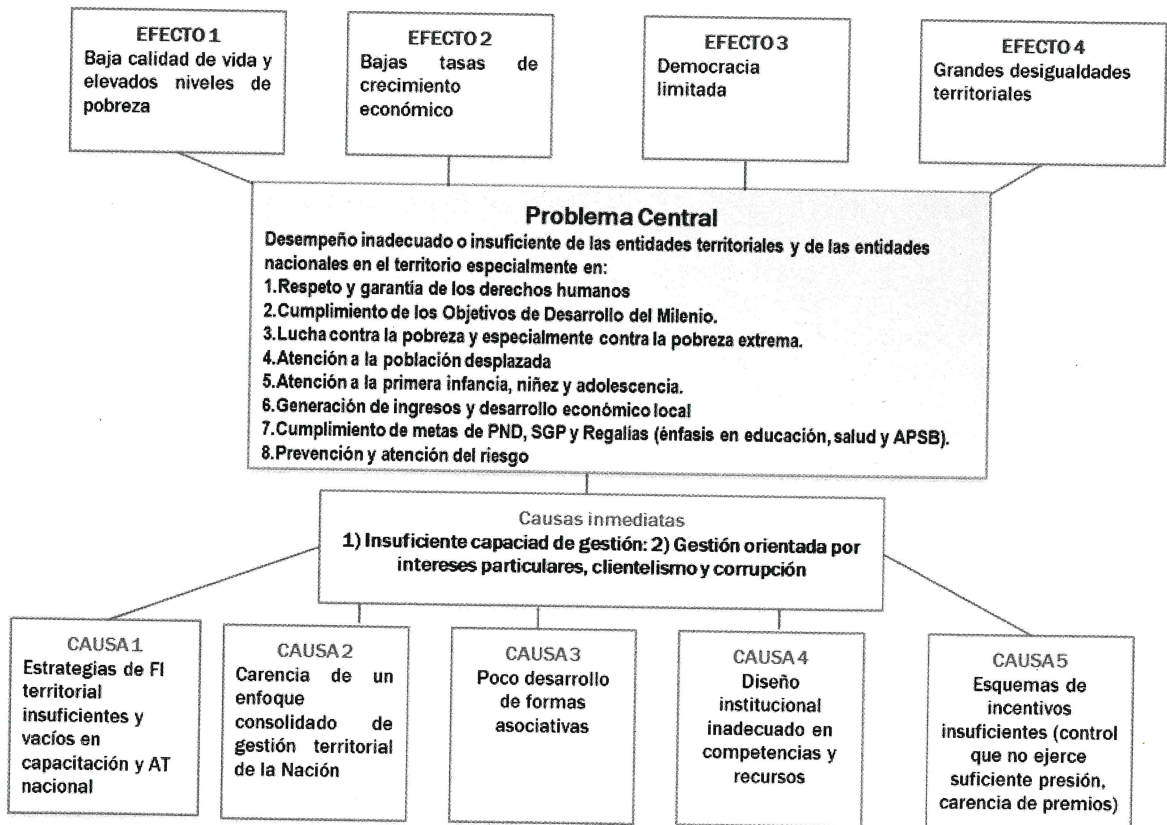 EFECTO 1
Baja calidad de vida y
elevados niveles de
pobreza
EFECTO 2
Bajas tasas de
crecimiento
económico
EFECTO 3
Democracia
limitada
EFECTO 4
Grandes desigualdades
territoriales
Problema Central
Desempeño inadecuado o insuficiente de las entidades territoriales y de las entidades
nacionales en el territorio especialmente en:
1.Respeto y garantía de los derechos humanos
2.Cumplimiento de los Objetivos de Desarrollo del Milenio.
3.Lucha contra la pobreza y especialmente contra la pobreza extrema.
4.Atención a la población desplazada
5.Atención a la primera infancia, niñez y adolescencia.
6.Generación de ingresos y desarrollo económico local
7.Cumplimiento de metas de PND, SGP y Regalías (énfasis en educación, salud y APSB).
8.Prevención y atención del riesgo
Causas inmediatas
1) Insuficiente capaciad de gestión: 2) Gestión orientada por
intereses particulares, clientelismo y corrupción
CAUSA 1
Estrategias de FI
territorial
insuficientes y
vacíos en
capacitación y AT
nacional
CAUSA 2
Carencia de un
enfoque
consolidado de
gestión territorial
de la Nación
CAUSA 3
Poco desarrollo
de formas
asociativas
CAUSA 4
Diseño
institucional
inadecuado en
competencias y
recursos
CAUSA 5
Esquemas de
incentivos
insuficientes (control
que no ejerce
suficiente presión,
carencia de premios)